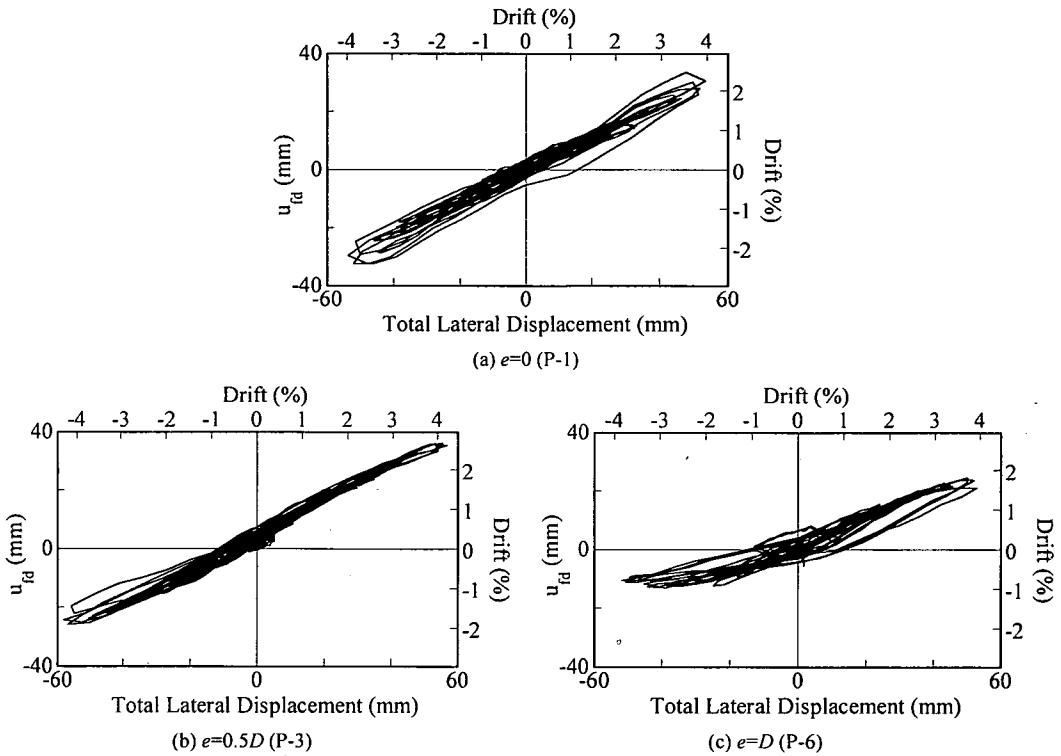 Drift (%)
-4 -3 -2 -1 0 1 2 3 4
40
0
-40
u_fd (mm)
2
1
0
-1
-2
Drift (%)
-60 0 60
Total Lateral Displacement (mm)
(a) e=0 (P-1)
Drift (%)
-4 -3 -2 -1 0 1 2 3 4
40
0
-40
u_fd (mm)
2
1
0
-1
-2
Drift (%)
-60 0 60
Total Lateral Displacement (mm)
(b) e=0.5D (P-3)
Drift (%)
-4 -3 -2 -1 0 1 2 3 4
40
0
-40
u_fd (mm)
2
1
0
-1
-2
Drift (%)
-60 0 60
Total Lateral Displacement (mm)
(c) e=D (P-6)